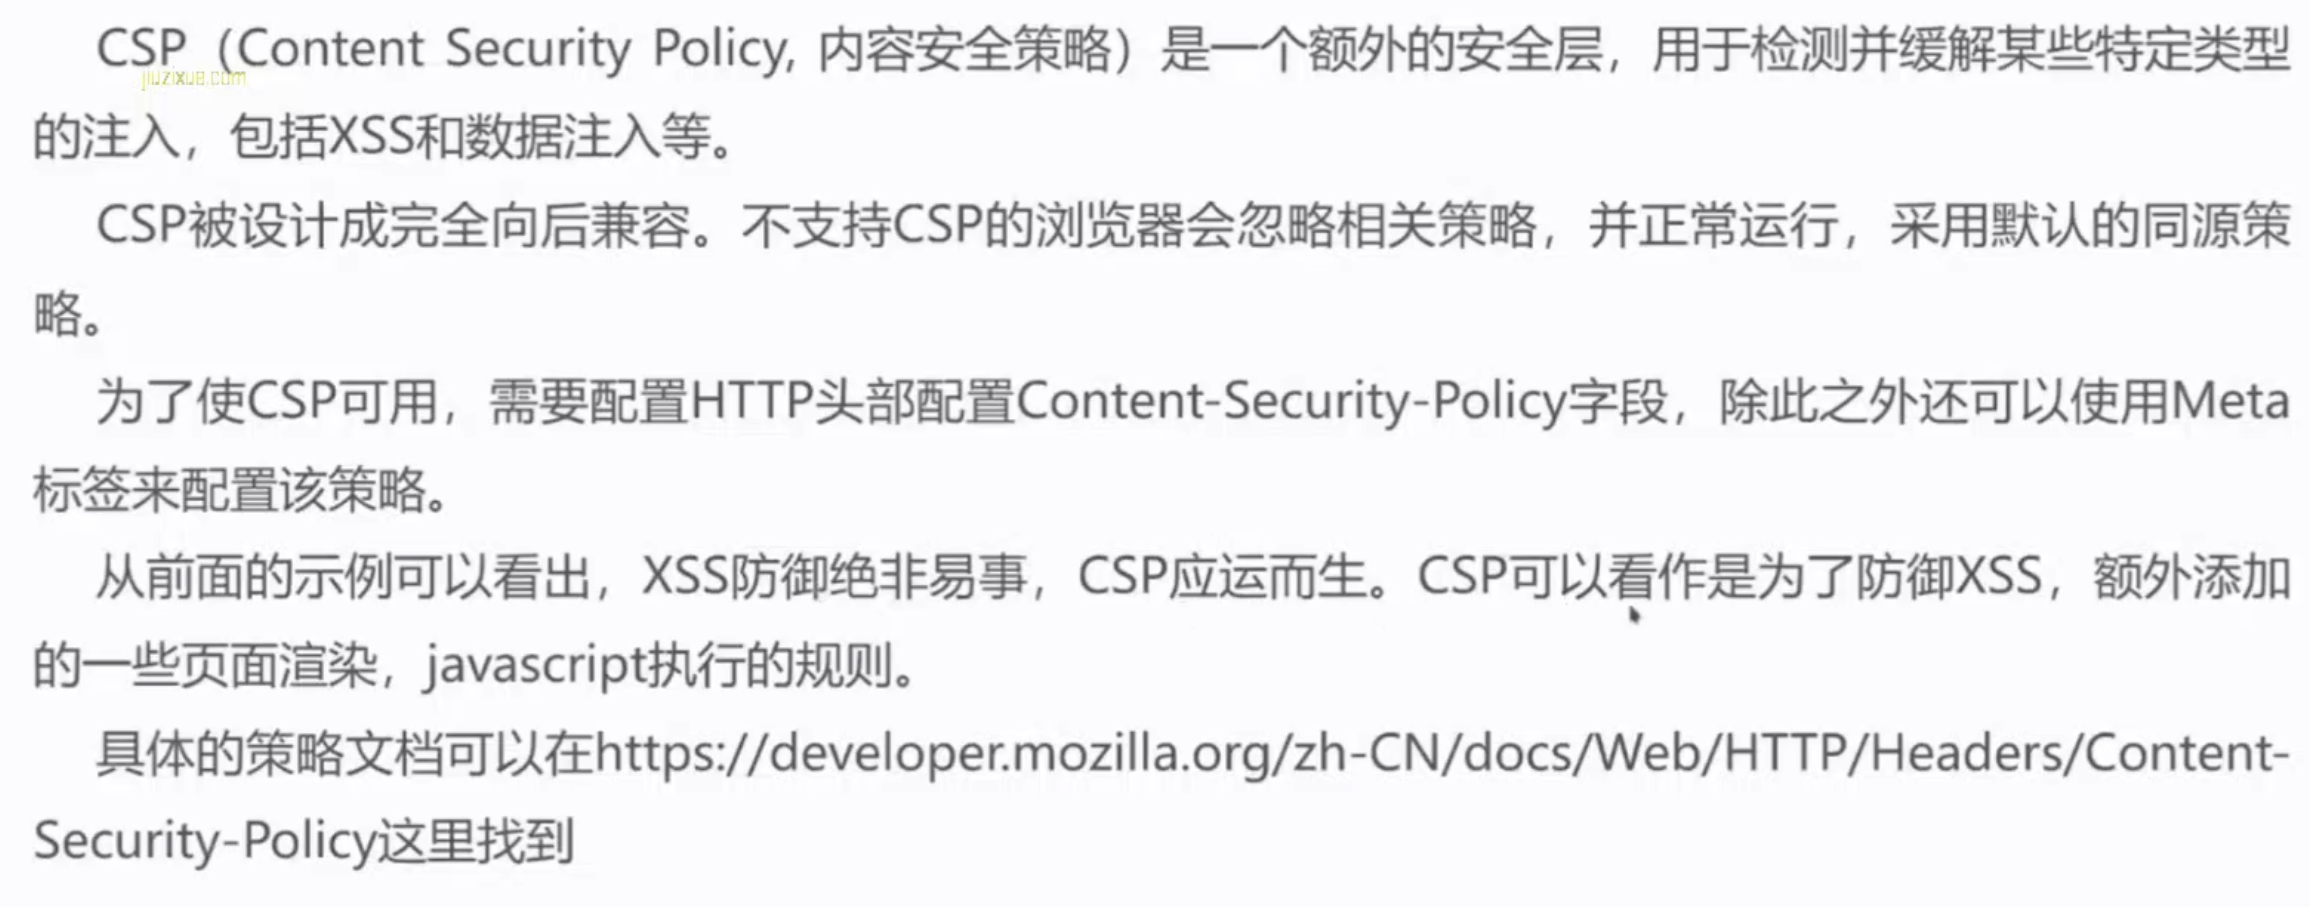 CSP（Content Security Policy, 内容安全策略）是一个额外的安全层，用于检测并缓解某些特定类型
jiuzixue.com
的注入，包括XSS和数据注入等。
CSP被设计成完全向后兼容。不支持CSP的浏览器会忽略相关策略，并正常运行，采用默认的同源策
略。
为了使CSP可用，需要配置HTTP头部配置Content-Security-Policy字段，除此之外还可以使用Meta
标签来配置该策略。
从前面的示例可以看出，XSS防御绝非易事，CSP应运而生。CSP可以看作是为了防御XSS，额外添加
的一些页面渲染，javascript执行的规则。
具体的策略文档可以在https://developer.mozilla.org/zh-CN/docs/Web/HTTP/Headers/Content-
Security-Policy这里找到